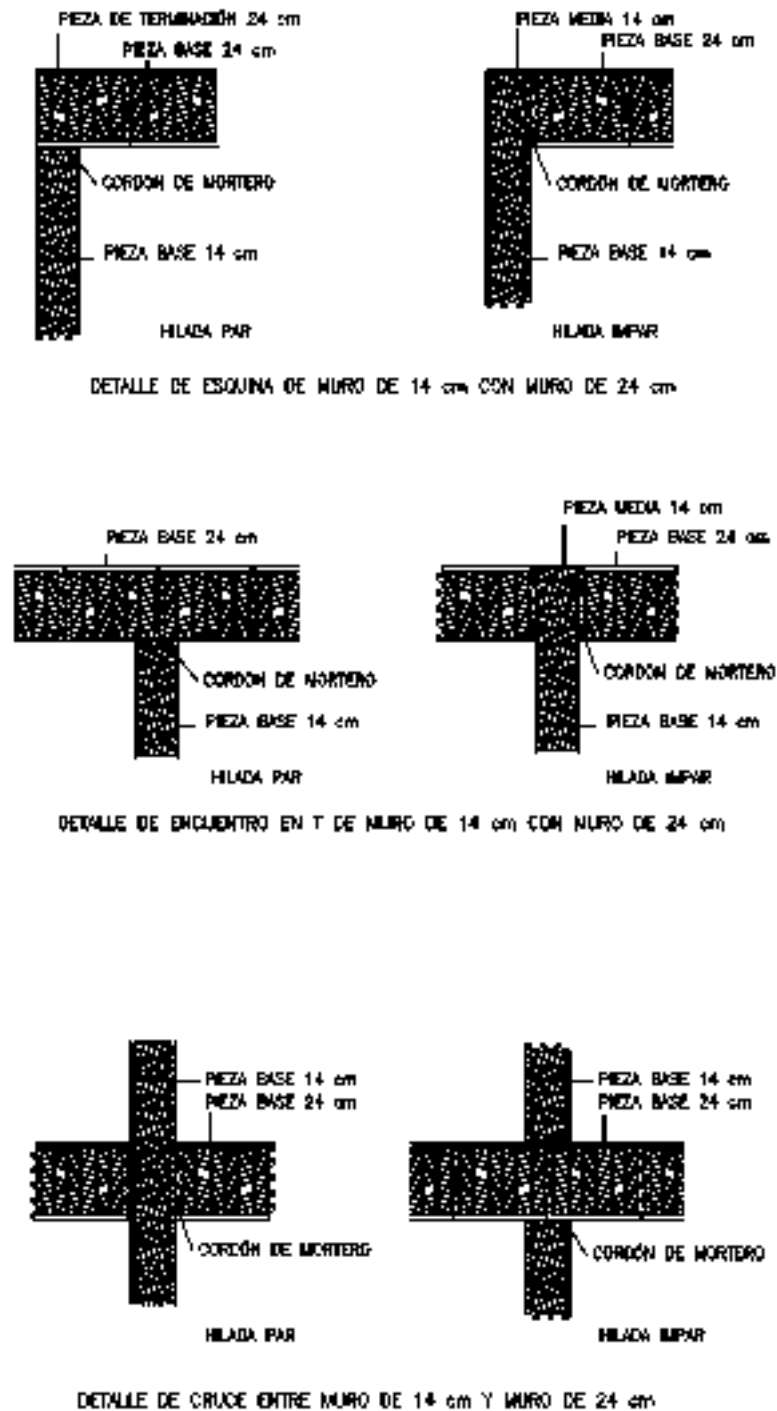 PIEZA DE TERMINACIÓN 24 cm
PIEZA BASE 24 cm
CORDON DE MORTERO
PIEZA BASE 14 cm
HILADA PAR
PIEZA MEDIA 14 cm
PIEZA BASE 24 cm
CORDON DE MORTERO
PIEZA BASE 14 cm
HILADA IMPAR
DETALLE DE ESQUINA DE MURO DE 14 cm CON MURO DE 24 cm
PIEZA BASE 24 cm
CORDON DE MORTERO
PIEZA BASE 14 cm
HILADA PAR
PIEZA MEDIA 14 cm
PIEZA BASE 24 cm
CORDON DE MORTERO
PIEZA BASE 14 cm
HILADA IMPAR
DETALLE DE ENCUENTRO EN T DE MURO DE 14 cm CON MURO DE 24 cm
PIEZA BASE 14 cm
PIEZA BASE 24 cm
CORDÓN DE MORTERO
HILADA PAR
PIEZA BASE 14 cm
PIEZA BASE 24 cm
CORDÓN DE MORTERO
HILADA IMPAR
DETALLE DE CRUCE ENTRE MURO DE 14 cm Y MURO DE 24 cm